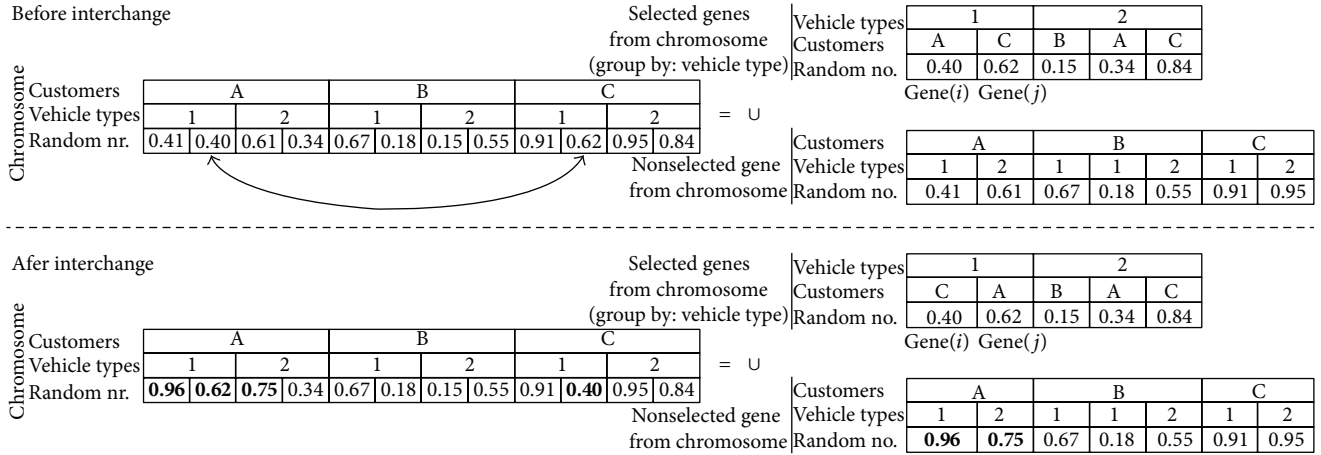 Before interchange
Chromosome
Customers A B C
Vehicle types 1 2 1 2 1 2
Random nr. 0.41 0.40 0.61 0.34 0.67 0.18 0.15 0.55 0.91 0.62 0.95 0.84
= ∪
Selected genes
from chromosome
(group by: vehicle type)
Vehicle types 1 2
Customers A C B A C
Random no. 0.40 0.62 0.15 0.34 0.84
Gene(i) Gene(j)
Nonselected gene
from chromosome
Customers A B C
Vehicle types 1 2 1 1 2 1 2
Random no. 0.41 0.61 0.67 0.18 0.55 0.91 0.95
Afer interchange
Chromosome
Customers A B C
Vehicle types 1 2 1 2 1 2
Random nr. 0.96 0.62 0.75 0.34 0.67 0.18 0.15 0.55 0.91 0.40 0.95 0.84
= ∪
Selected genes
from chromosome
(group by: vehicle type)
Vehicle types 1 2
Customers C A B A C
Random no. 0.40 0.62 0.15 0.34 0.84
Gene(i) Gene(j)
Nonselected gene
from chromosome
Customers A B C
Vehicle types 1 2 1 1 2 1 2
Random no. 0.96 0.75 0.67 0.18 0.55 0.91 0.95